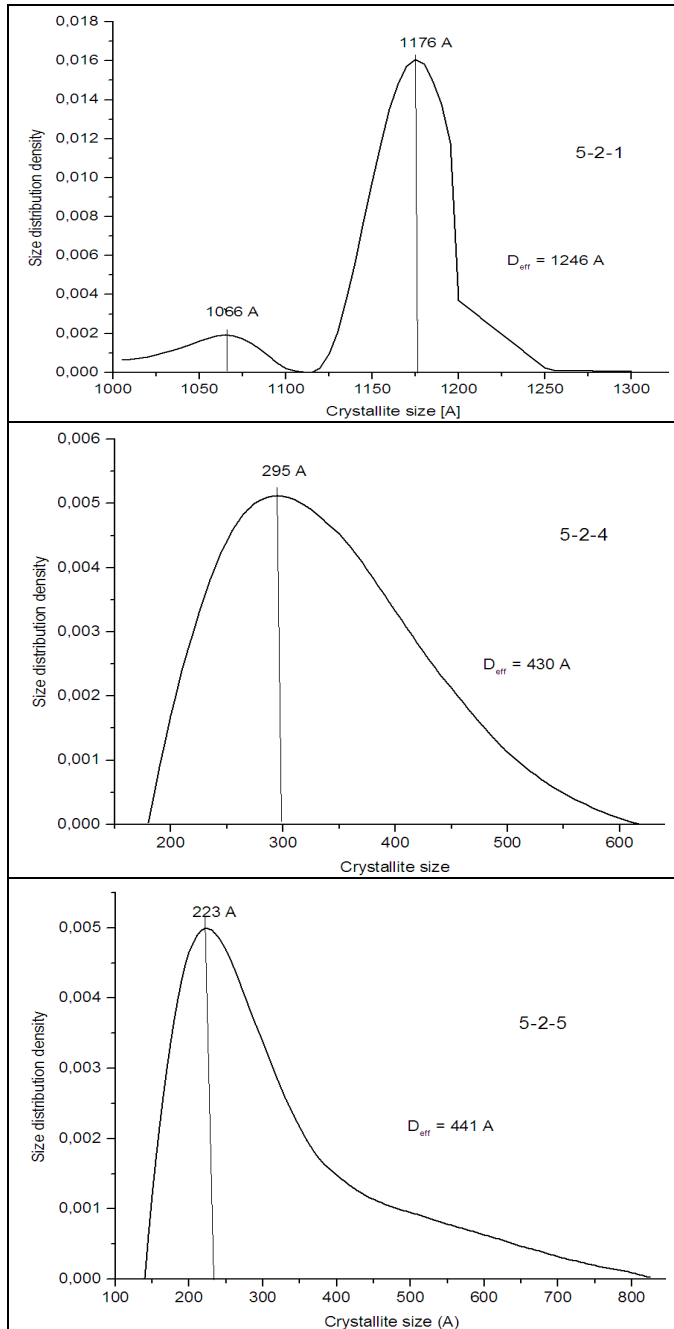 0,018
1176 A
0,016
0,014
5-2-1
0,012
0,010
0,008
0,006
D_eff = 1246 A
0,004
1066 A
0,002
0,000
1000 1050 1100 1150 1200 1250 1300
Crystallite size [A]
Size distribution density
0,006
295 A
0,005
5-2-4
0,004
0,003
D_eff = 430 A
0,002
0,001
0,000
200 300 400 500 600
Crystallite size
Size distribution density
223 A
0,005
0,004
5-2-5
0,003
0,002
D_eff = 441 A
0,001
0,000
100 200 300 400 500 600 700 800
Crystallite size (A)
Size distribution density